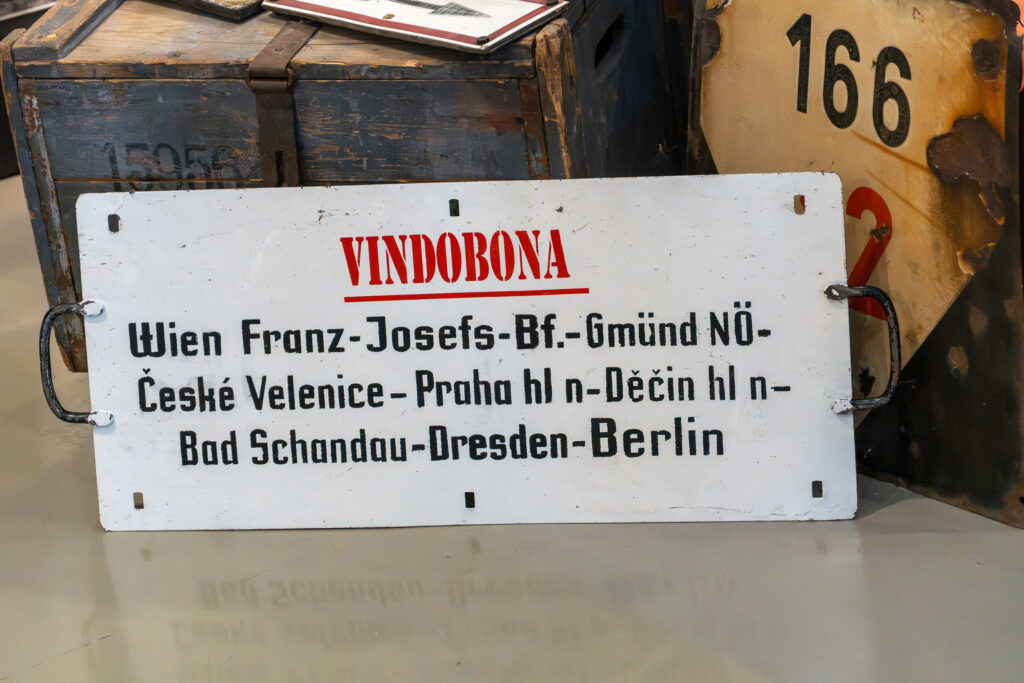 166
15956
2
VINDOBONA
Wien Franz-Josefs-Bf.-Gmünd NÖ-
České Velenice-Praha hl n-Děčín hl n-
Bad Schandau-Dresden-Berlin